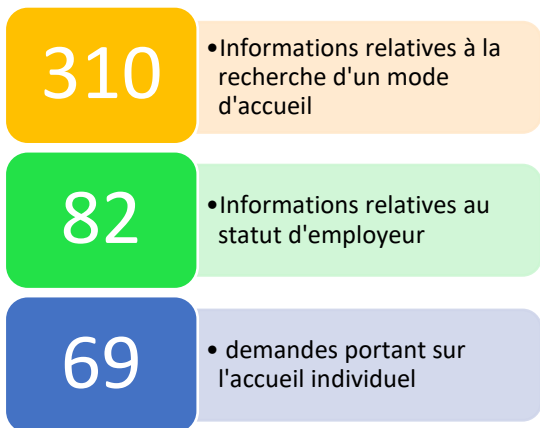 310
•Informations relatives à la
recherche d'un mode
d'accueil
82
•Informations relatives au
statut d'employeur
69
• demandes portant sur
l'accueil individuel